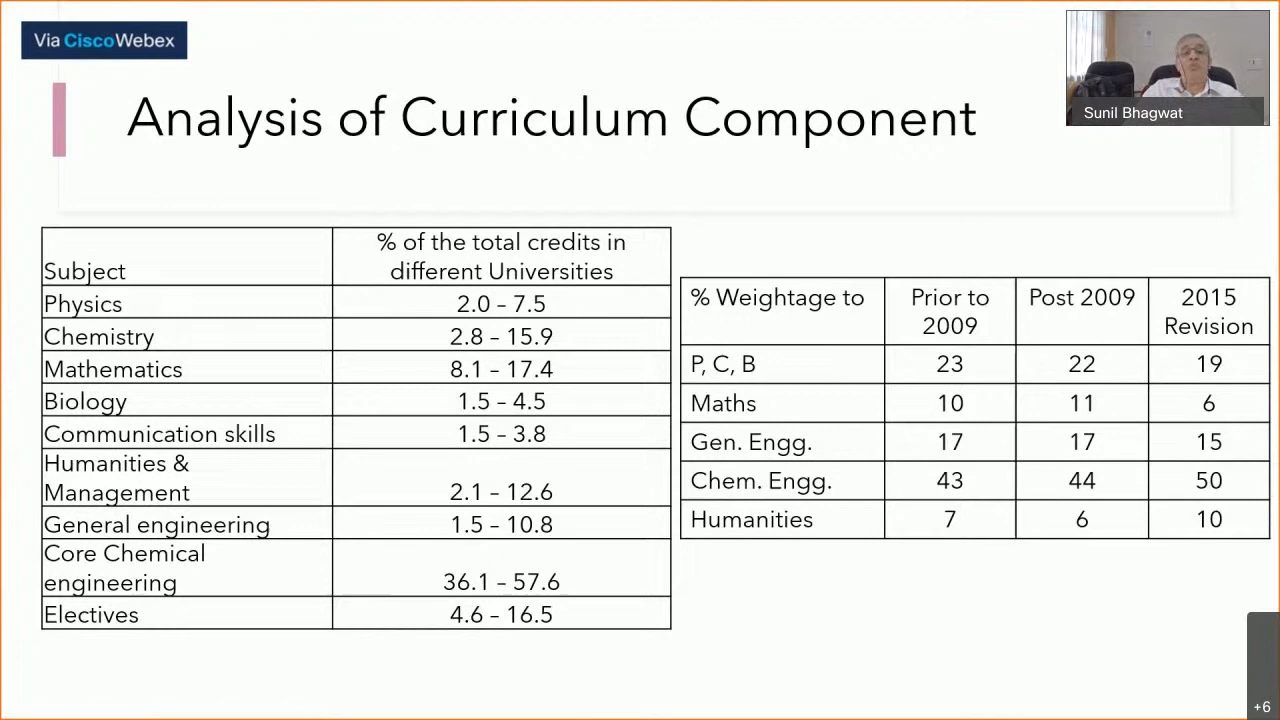 Via Cisco Webex
Sunil Bhagwat
Analysis of Curriculum Component
Subject
% of the total credits in
different Universities
Physics
2.0 – 7.5
Chemistry
2.8 – 15.9
Mathematics
8.1 – 17.4
Biology
1.5 – 4.5
Communication skills
1.5 – 3.8
Humanities &
Management
2.1 – 12.6
General engineering
1.5 – 10.8
Core Chemical
engineering
36.1 – 57.6
Electives
4.6 – 16.5
% Weightage to
Prior to
2009
Post 2009
2015
Revision
P, C, B
23
22
19
Maths
10
11
6
Gen. Engg.
17
17
15
Chem. Engg.
43
44
50
Humanities
7
6
10
+6